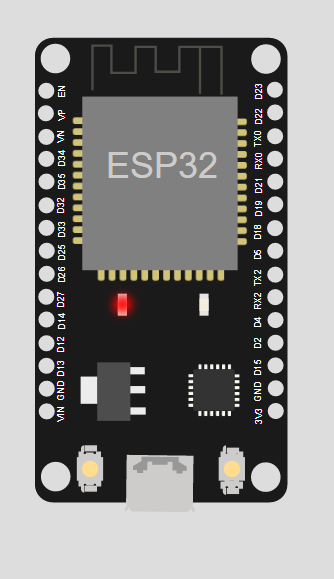 ESP32
EN
VP
VN
D34
D35
D32
D33
D25
D26
D27
D14
D12
D13
GND
VIN
D23
D22
TX0
RX0
D21
D19
D18
D5
TX2
RX2
D4
D2
D15
GND
3V3